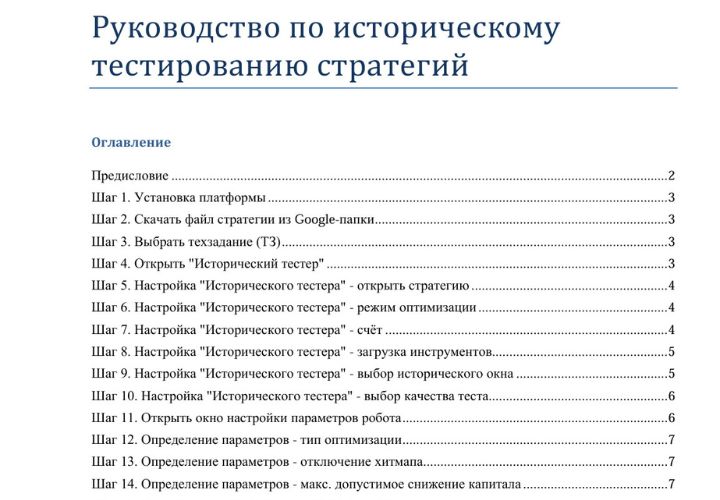 Руководство по историческому
тестированию стратегий
Оглавление
Предисловие ................................................................ 2
Шаг 1. Установка платформы ................................................................ 3
Шаг 2. Скачать файл стратегии из Google-папки ................................................................ 3
Шаг 3. Выбрать техзадание (ТЗ) ................................................................ 3
Шаг 4. Открыть "Исторический тестер" ................................................................ 3
Шаг 5. Настройка "Исторического тестера" - открыть стратегию ................................................................ 4
Шаг 6. Настройка "Исторического тестера" - режим оптимизации ................................................................ 4
Шаг 7. Настройка "Исторического тестера" - счёт ................................................................ 4
Шаг 8. Настройка "Исторического тестера" - загрузка инструментов ................................................................ 5
Шаг 9. Настройка "Исторического тестера" - выбор исторического окна ................................................................ 5
Шаг 10. Настройка "Исторического тестера" - выбор качества теста ................................................................ 6
Шаг 11. Открыть окно настройки параметров робота ................................................................ 6
Шаг 12. Определение параметров - тип оптимизации ................................................................ 7
Шаг 13. Определение параметров - отключение хитмапа ................................................................ 7
Шаг 14. Определение параметров - макс. допустимое снижение капитала ................................................................ 7